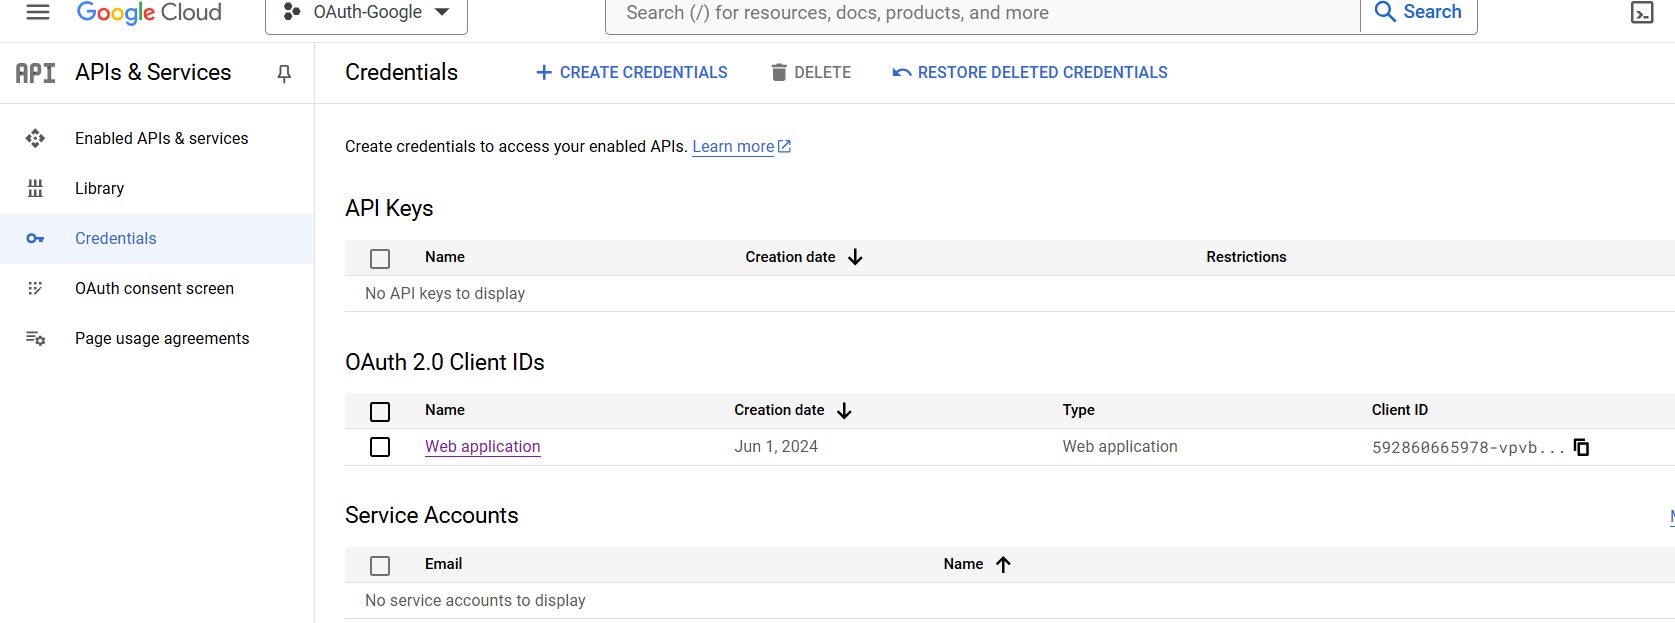 Google Cloud
OAuth-Google
Search (/) for resources, docs, products, and more
Search
API
APIs & Services
Credentials
CREATE CREDENTIALS
DELETE
RESTORE DELETED CREDENTIALS
Enabled APIs & services
Library
Credentials
OAuth consent screen
Page usage agreements
Create credentials to access your enabled APIs. Learn more
API Keys
Name Creation date Restrictions
No API keys to display
OAuth 2.0 Client IDs
Name Creation date Type Client ID
Web application Jun 1, 2024 Web application 592860665978-vpvb...
Service Accounts
Email Name
No service accounts to display